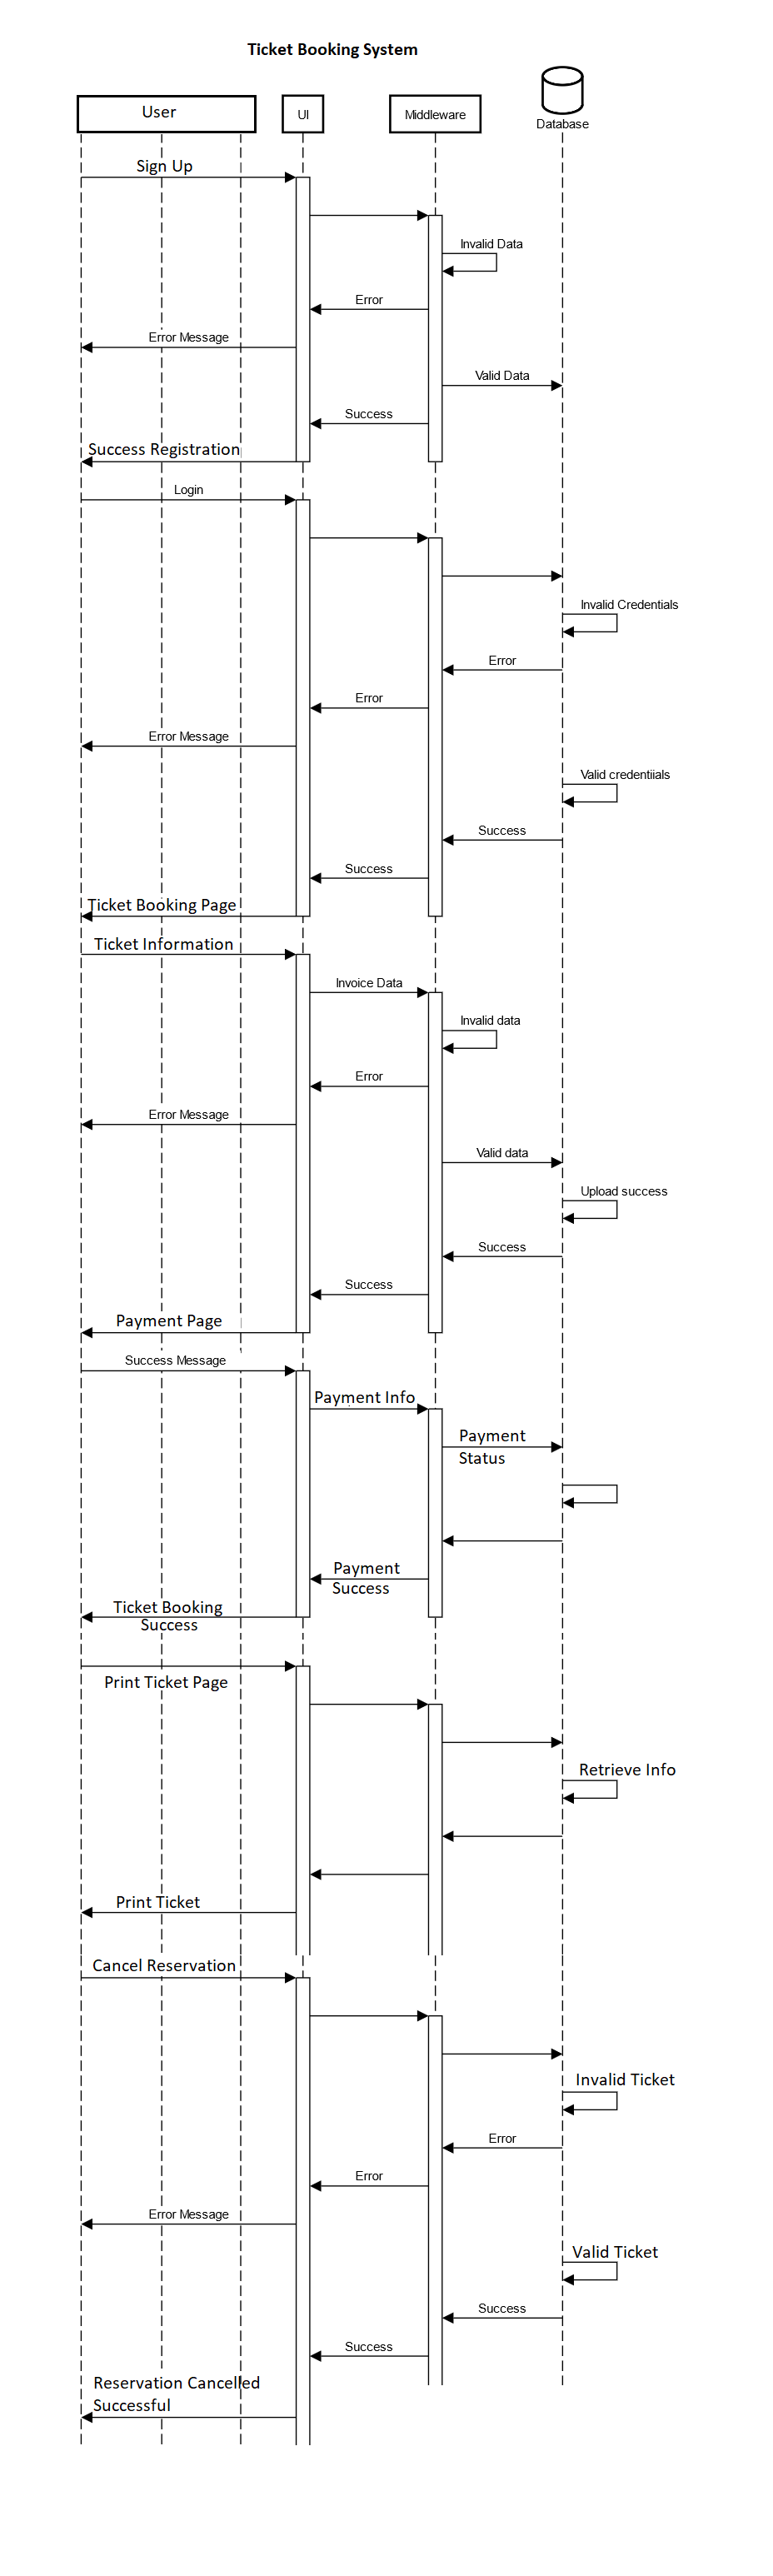 Ticket Booking System
User
UI
Middleware
Database
Sign Up
Invalid Data
Error
Error Message
Valid Data
Success
Success Registration
Login
Invalid Credentials
Error
Error
Error Message
Valid credentiials
Success
Success
Ticket Booking Page
Ticket Information
Invoice Data
Invalid data
Error
Error Message
Valid data
Upload success
Success
Success
Payment Page
Success Message
Payment Info
Payment
Status
Payment
Success
Ticket Booking
Success
Print Ticket Page
Retrieve Info
Print Ticket
Cancel Reservation
Invalid Ticket
Error
Error
Error Message
Valid Ticket
Success
Success
Reservation Cancelled
Successful